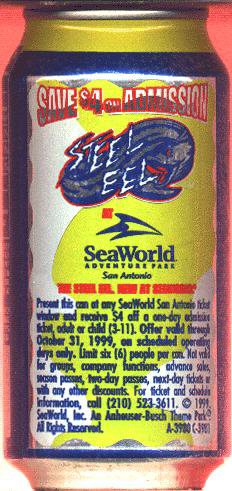 SAVE $4 on ADMISSION
STEEL
EEL
AT
SeaWorld
ADVENTURE PARK
San Antonio
THE STEEL EEL. NOW AT SEAWORLD.
Present this can at any SeaWorld San Antonio ticket
window and receive $4 off a one-day admission
ticket, adult or child (3-11). Offer valid through
October 31, 1999, on scheduled operating
days only. Limit six (6) people per can. Not valid
for groups, company functions, advance sales,
season passes, two-day passes, next-day tickets or
with any other discounts. For ticket and schedule
information, call (210) 523-3611. © 1999
SeaWorld, Inc. An Anheuser-Busch Theme Park
All Rights Reserved. A-3980 C-3981